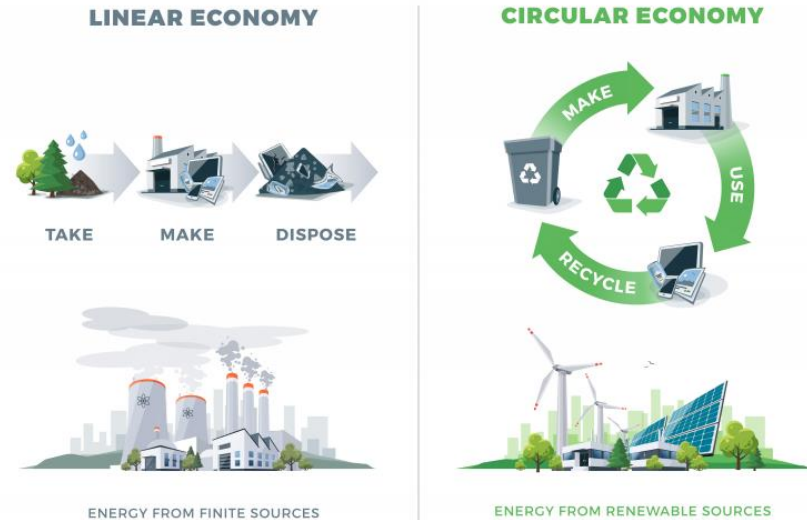 LINEAR ECONOMY
TAKE
MAKE
DISPOSE
ENERGY FROM FINITE SOURCES
CIRCULAR ECONOMY
MAKE
USE
RECYCLE
ENERGY FROM RENEWABLE SOURCES